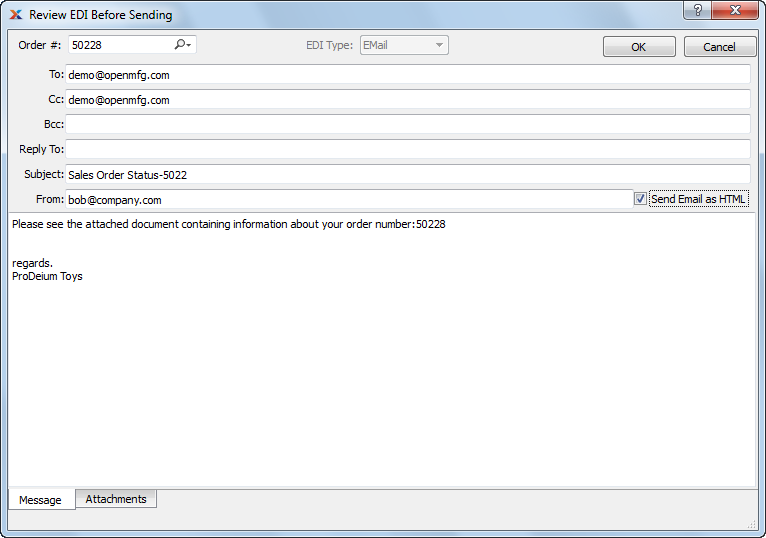 Review EDI Before Sending
Order #: 50228 EDI Type: EMail OK Cancel
To: demo@openmfg.com
Cc: demo@openmfg.com
Bcc:
Reply To:
Subject: Sales Order Status-5022
From: bob@company.com Send Email as HTML
Please see the attached document containing information about your order number:50228
regards.
ProDeium Toys
Message Attachments